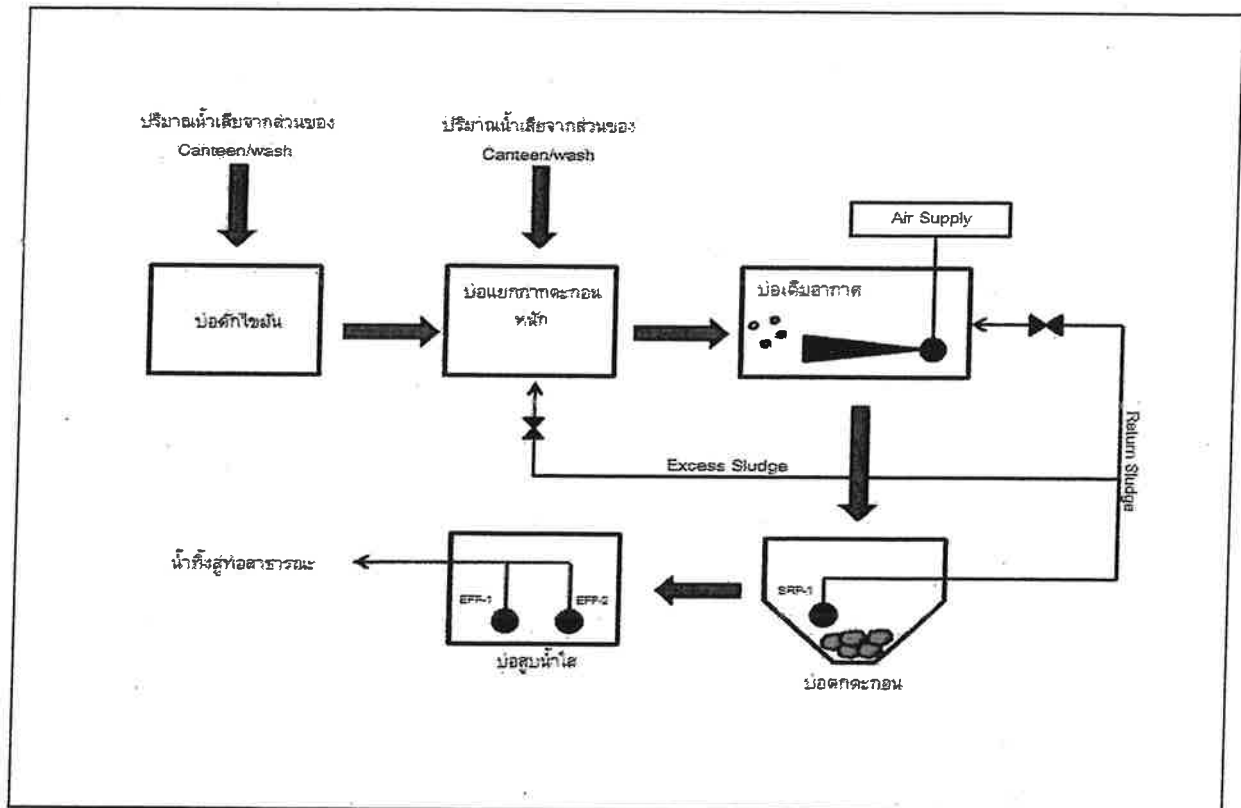 ปริมาณน้ำเสียจากส่วนของ
Canteen/wash
ปริมาณน้ำเสียจากส่วนของ
Canteen/wash
Air Supply
บ่อดักไขมัน
บ่อแยกกากตะกอน
หนัก
บ่อเติมอากาศ
Return Sludge
Excess Sludge
น้ำทิ้งสู่ท่อสาธารณะ
EFP-1
EFP-2
SRP-1
บ่อสูบน้ำใส
บ่อตกตะกอน